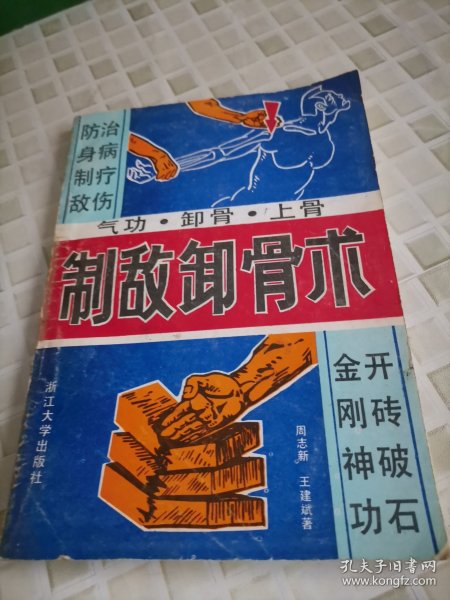 防身制敌
治病疗伤
气功·卸骨·上骨
制敌卸骨术
金刚神功
开砖破石
周志新 王建斌著
浙江大学出版社
孔夫子旧书网
www.kongfz.com